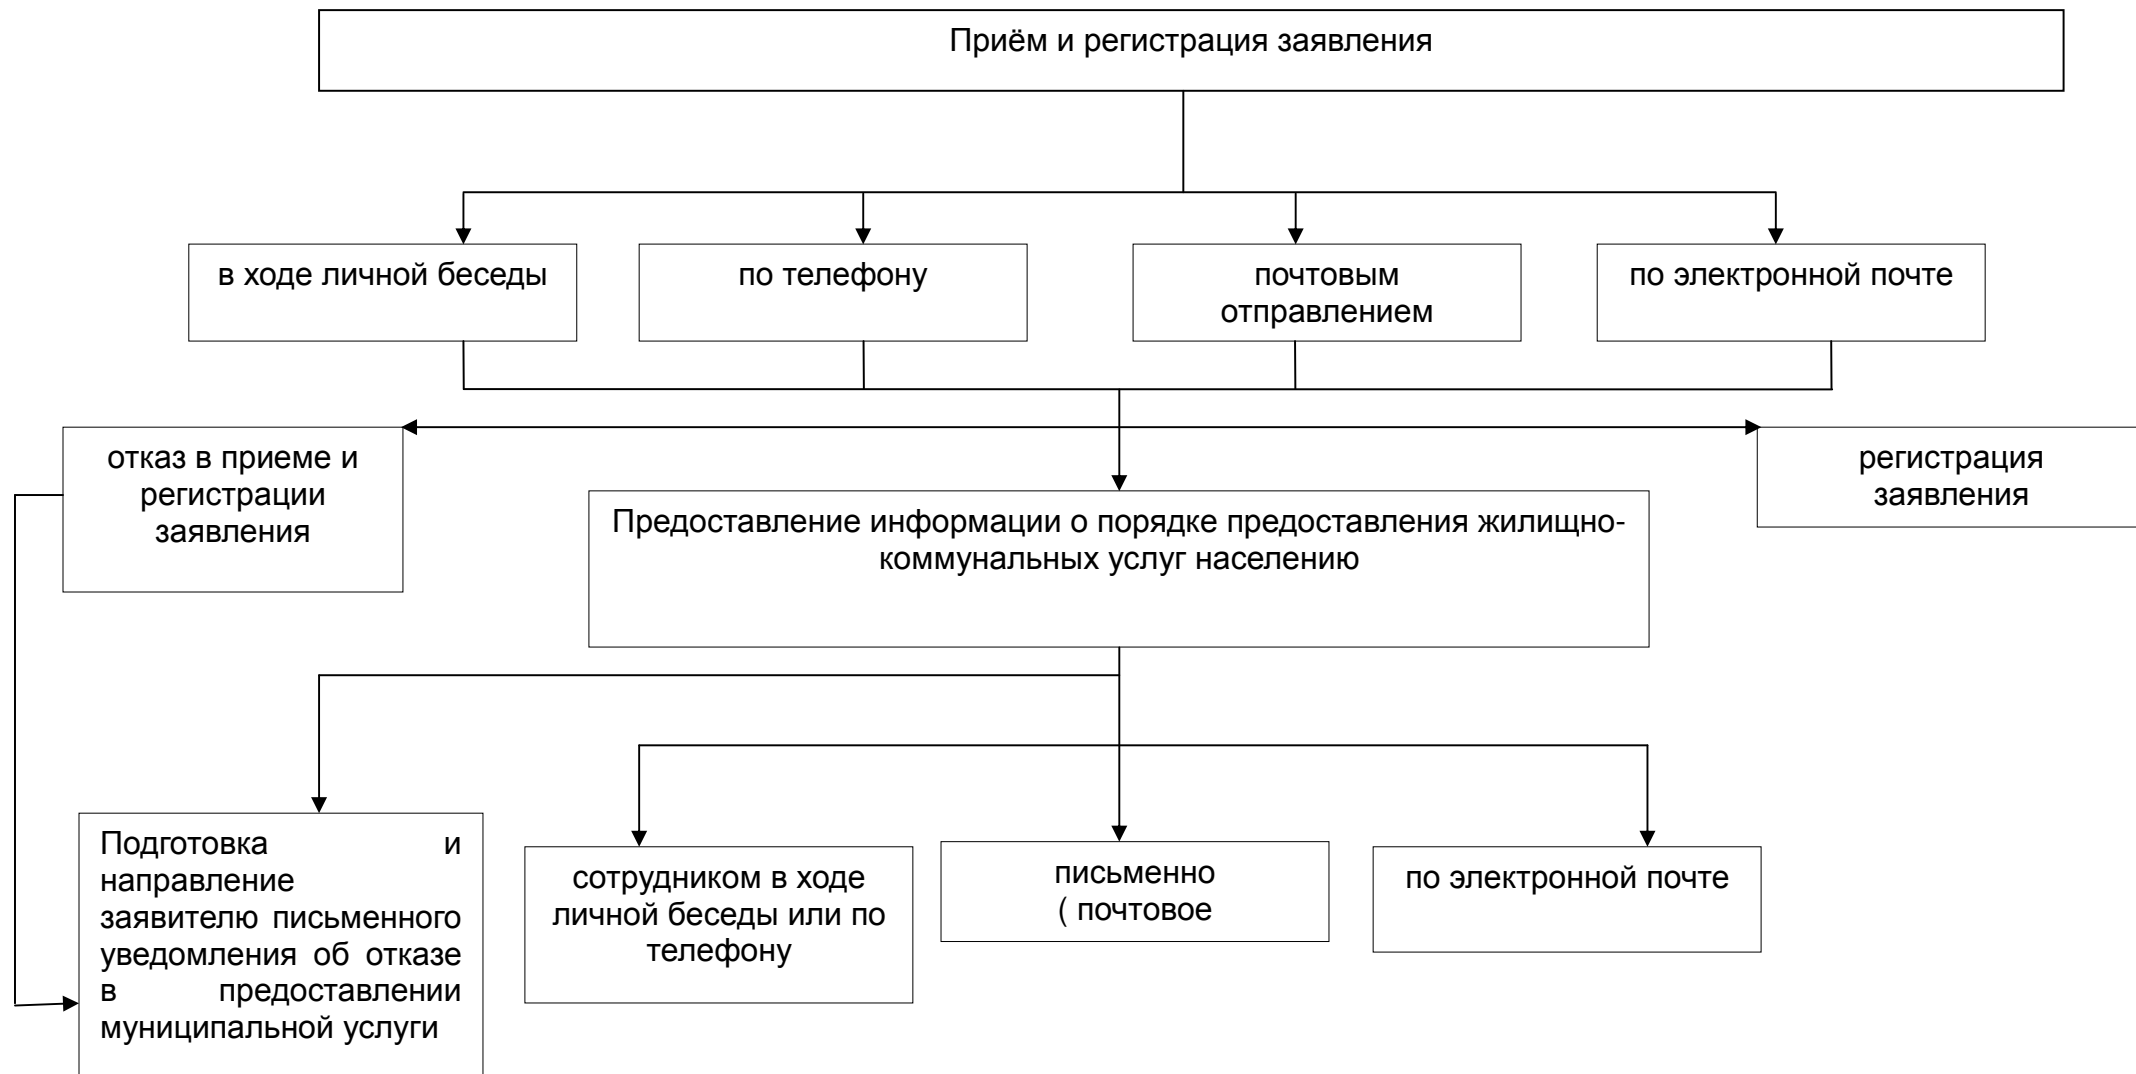 Приём и регистрация заявления
в ходе личной беседы
по телефону
почтовым
отправлением
по электронной почте
отказ в приеме и
регистрации
заявления
регистрация
заявления
Предоставление информации о порядке предоставления жилищно-
коммунальных услуг населению
Подготовка и
направление
заявителю письменного
уведомления об отказе
в предоставлении
муниципальной услуги
сотрудником в ходе
личной беседы или по
телефону
письменно
( почтовое
по электронной почте